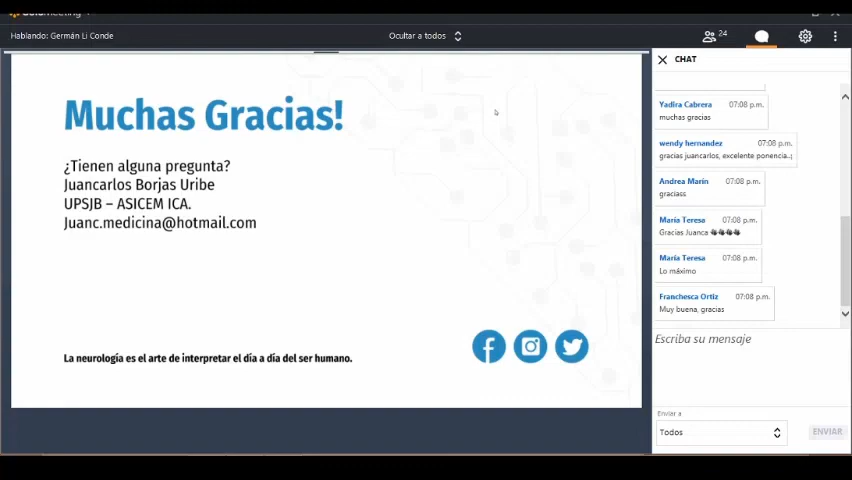 GoToMeeting
Hablando: Germán Li Conde
Ocultar a todos
24
CHAT
Muchas Gracias!
¿Tienen alguna pregunta?
Juancarlos Borjas Uribe
UPSJB – ASICEM ICA.
Juanc.medicina@hotmail.com
La neurología es el arte de interpretar el día a día del ser humano.
Yadira Cabrera 07:08 p.m.
muchas gracias
wendy hernandez 07:08 p.m.
gracias juancarlos, excelente ponencia.:;
Andrea Marín 07:08 p.m.
graciass
María Teresa 07:08 p.m.
Gracias Juanca 👏👏👏👏
María Teresa 07:08 p.m.
Lo máximo
Franchesca Ortiz 07:08 p.m.
Muy buena, gracias
Escriba su mensaje
Enviar a
Todos
ENVIAR